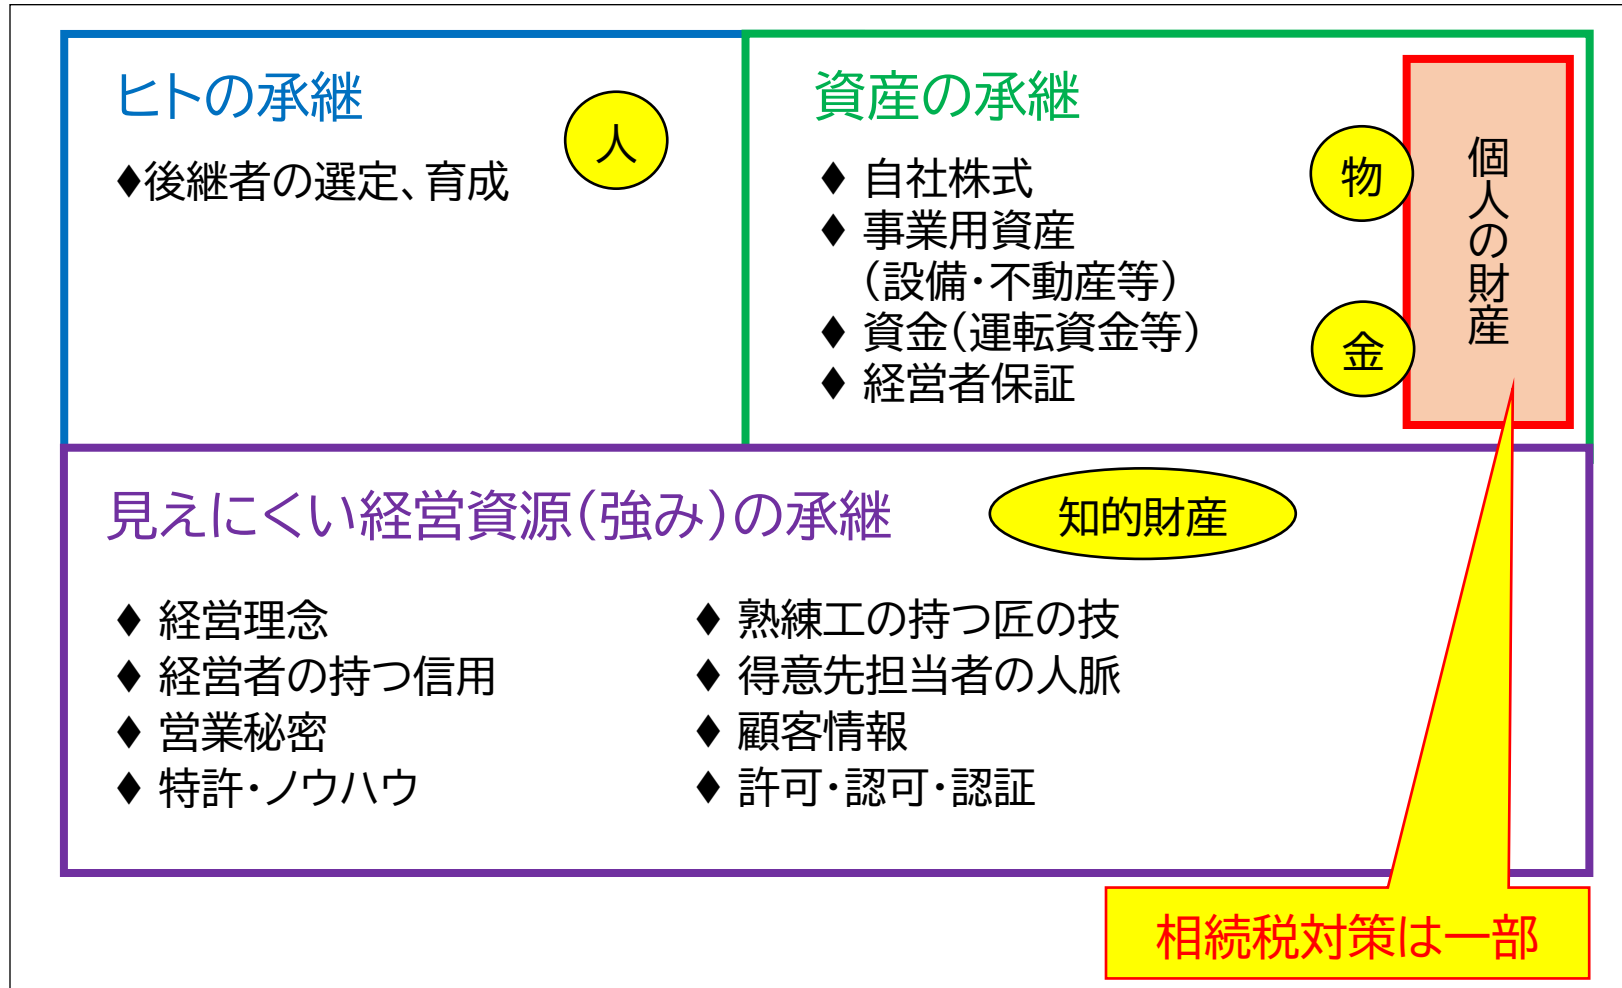 ヒトの承継
人
♦後継者の選定、育成
資産の承継
♦ 自社株式
♦ 事業用資産
（設備・不動産等）
♦ 資金（運転資金等）
♦ 経営者保証
物
金
個人の財産
見えにくい経営資源（強み）の承継
知的財産
♦ 経営理念
♦ 経営者の持つ信用
♦ 営業秘密
♦ 特許・ノウハウ
♦ 熟練工の持つ匠の技
♦ 得意先担当者の人脈
♦ 顧客情報
♦ 許可・認可・認証
相続税対策は一部